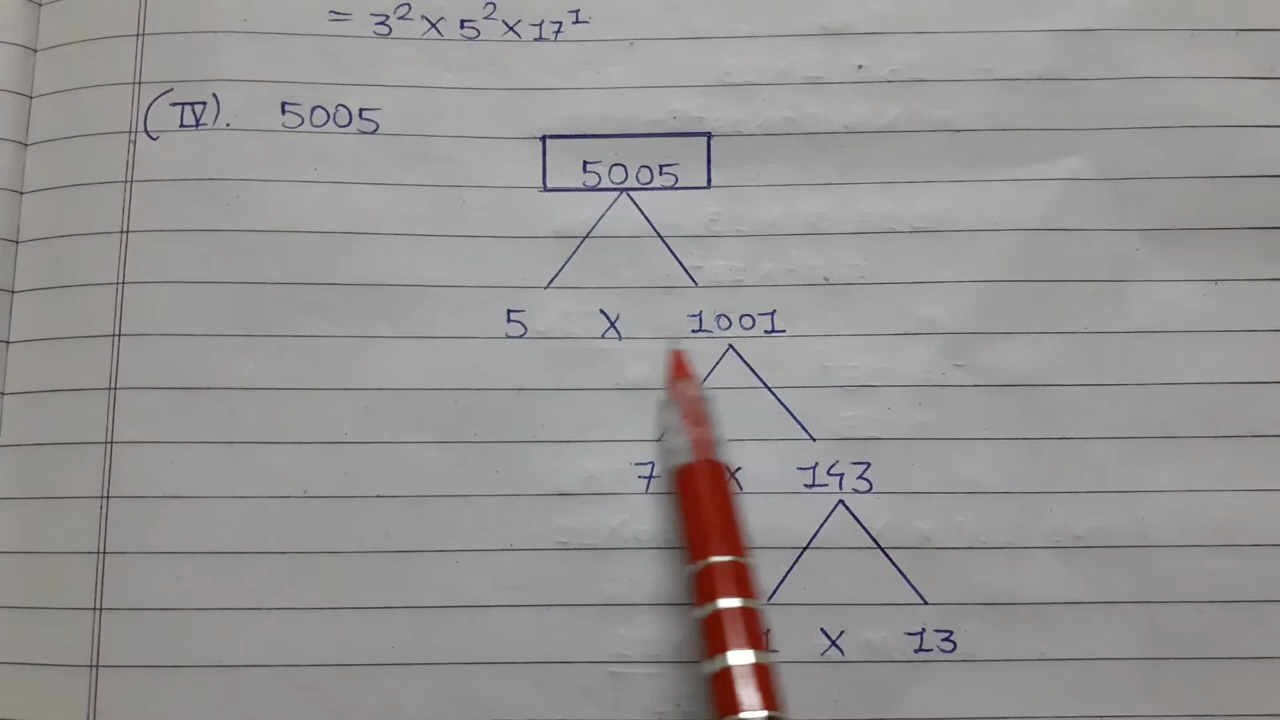 = 3² × 5² × 17¹
(IV). 5005
5005
5 × 1001
7 × 143
× 13